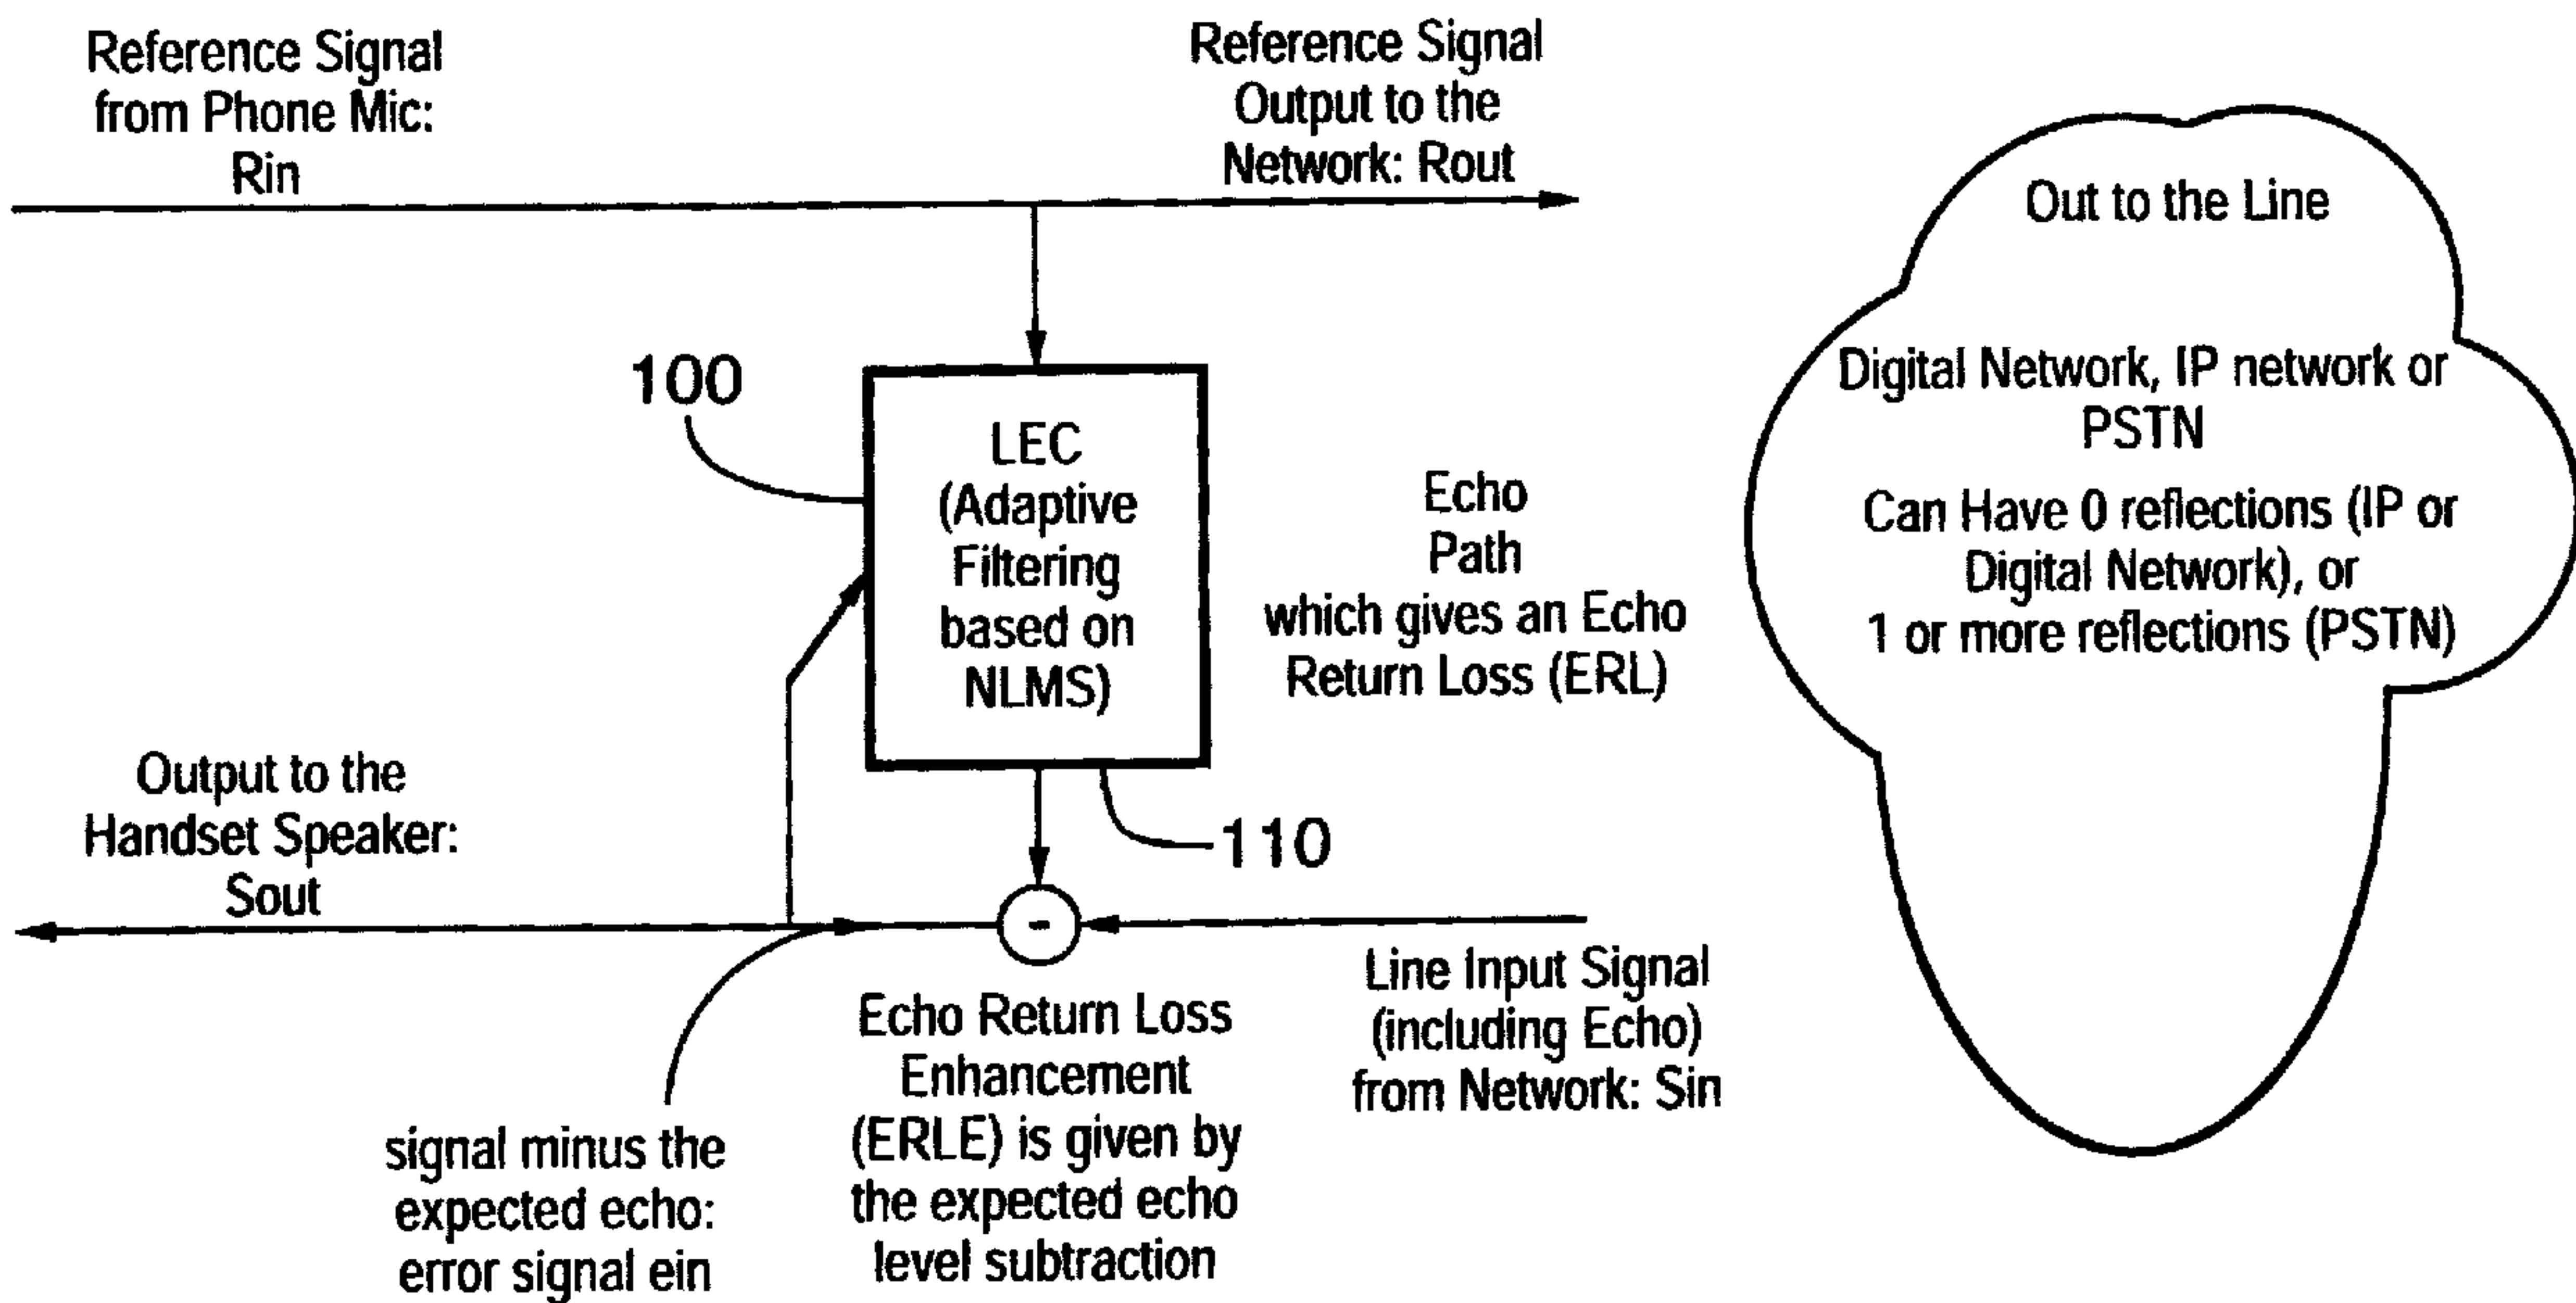 Reference Signal
from Phone Mic:
Rin
Reference Signal
Output to the
Network: Rout
Out to the Line
Digital Network, IP network or
PSTN
Can Have 0 reflections (IP or
Digital Network), or
1 or more reflections (PSTN)
100
LEC
(Adaptive
Filtering
based on
NLMS)
Echo
Path
which gives an Echo
Return Loss (ERL)
110
Output to the
Handset Speaker:
Sout
-
Line Input Signal
(including Echo)
from Network: Sin
Echo Return Loss
Enhancement
(ERLE) is given by
the expected echo
level subtraction
signal minus the
expected echo:
error signal ein